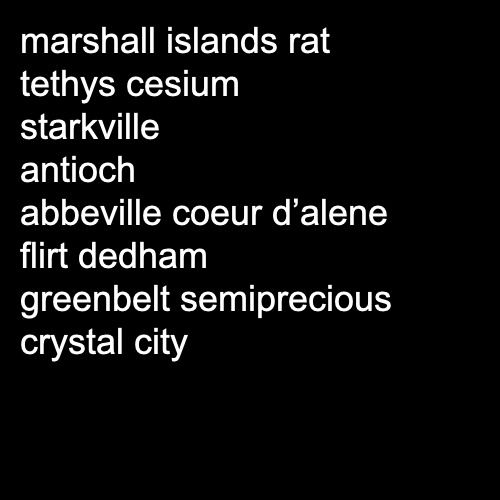 marshall islands rat
tethys cesium
starkville
antioch
abbeville coeur d’alene
flirt dedham
greenbelt semiprecious
crystal city